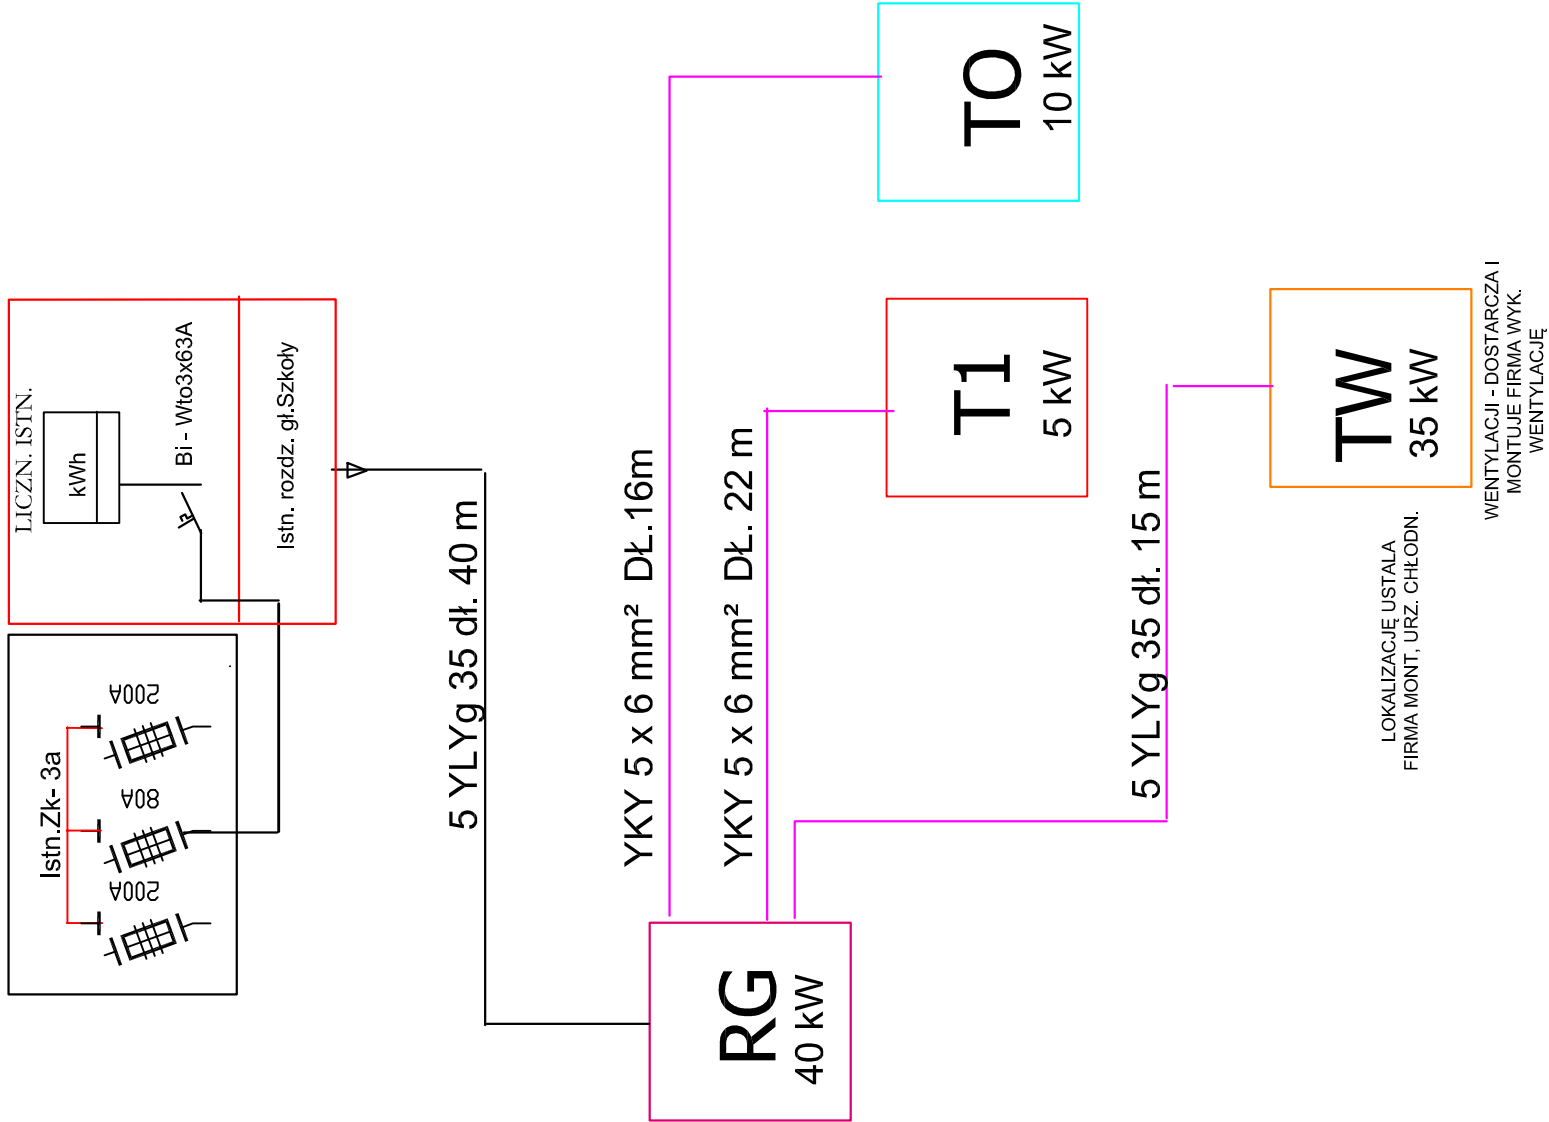 LICZN. ISTN.
kWh
Bi - Wto3x63A
Istn. rozdz. gł.Szkoły
Istn.Zk- 3a
200A
80A
200A
5 YLYg 35 dł. 40 m
YKY 5 x 6 mm² DŁ.16m
YKY 5 x 6 mm² DŁ. 22 m
5 YLYg 35 dł. 15 m
RG
40 kW
TO
10 kW
T1
5 kW
TW
35 kW
LOKALIZACJĘ USTALA
FIRMA MONT, URZ. CHŁODN.
WENTYLACJI - DOSTARCZA I
MONTUJE FIRMA WYK.
WENTYLACJĘ